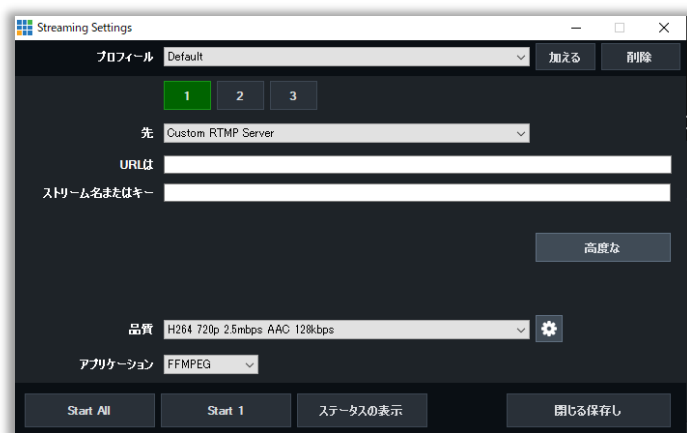 Streaming Settings
プロフィール Default 加える 削除
1 2 3
先 Custom RTMP Server
URLは
ストリーム名またはキー
高度な
品質 H264 720p 2.5mbps AAC 128kbps
アプリケーション FFMPEG
Start All Start 1 ステータスの表示 閉じる保存し